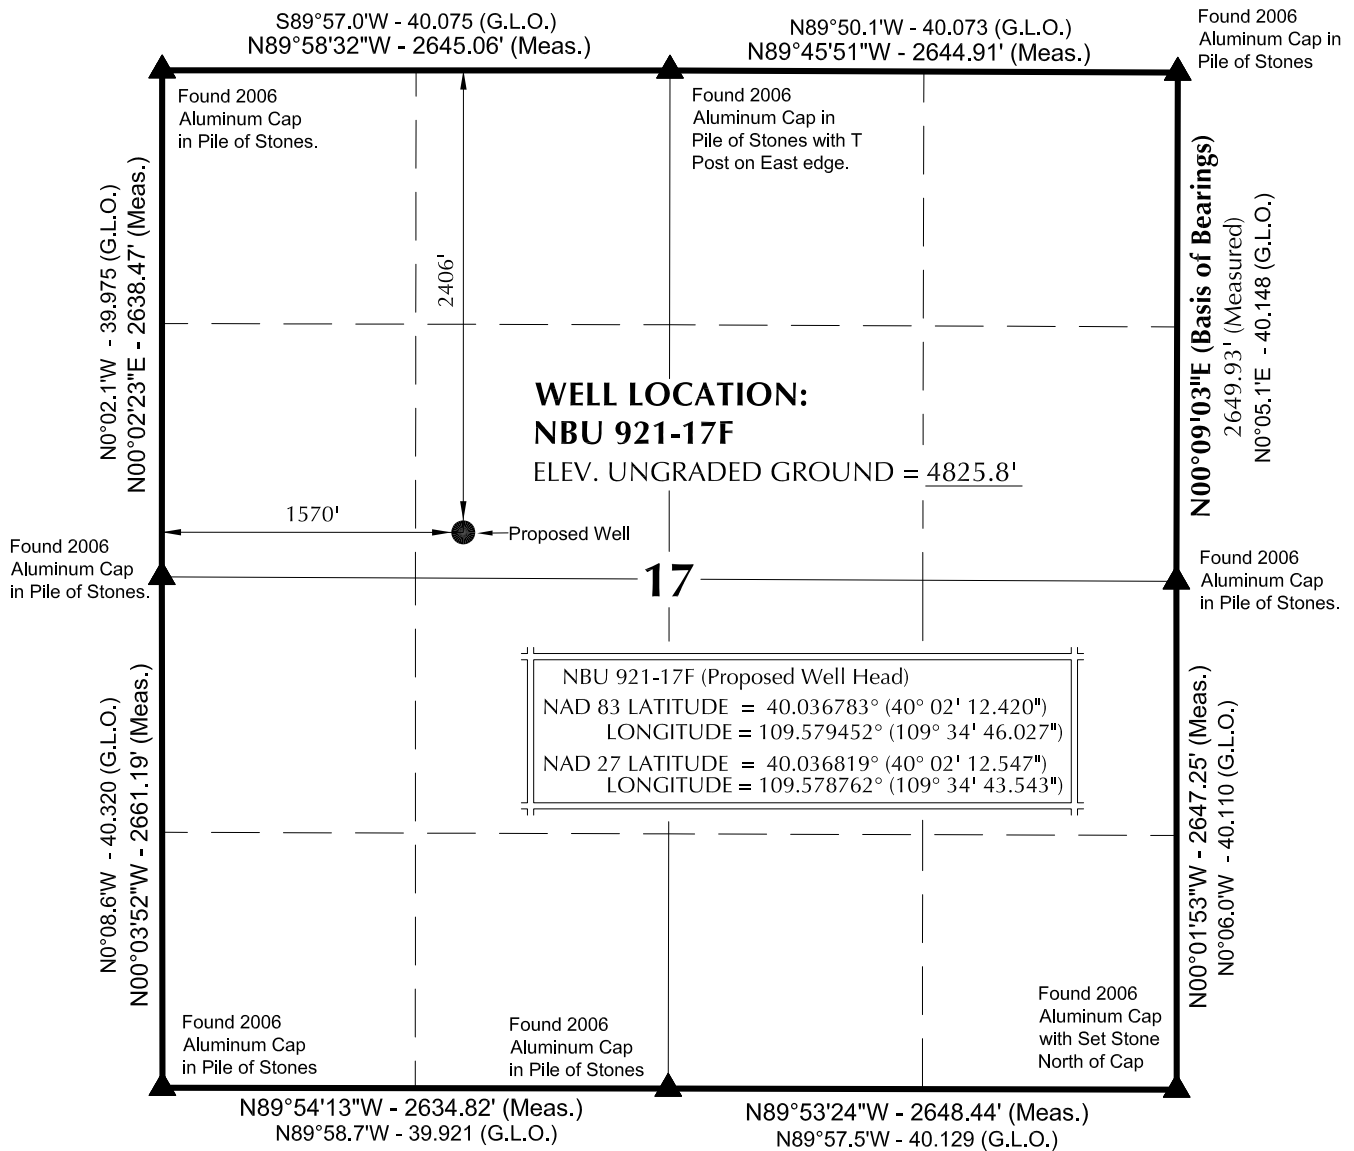 S89°57.0'W - 40.075 (G.L.O.)
N89°58'32"W - 2645.06' (Meas.)
N89°50.1'W - 40.073 (G.L.O.)
N89°45'51"W - 2644.91' (Meas.)
Found 2006
Aluminum Cap in
Pile of Stones
Found 2006
Aluminum Cap
in Pile of Stones.
Found 2006
Aluminum Cap in
Pile of Stones with T
Post on East edge.
N0°02.1'W - 39.975 (G.L.O.)
N00°02'23"E - 2638.47' (Meas.)
2406'
N00°09'03"E (Basis of Bearings)
2649.93' (Measured)
N0°05.1'E - 40.148 (G.L.O.)
WELL LOCATION:
NBU 921-17F
ELEV. UNGRADED GROUND = 4825.8'
1570'
Proposed Well
Found 2006
Aluminum Cap
in Pile of Stones.
17
Found 2006
Aluminum Cap
in Pile of Stones.
NBU 921-17F (Proposed Well Head)
NAD 83 LATITUDE = 40.036783° (40° 02' 12.420")
LONGITUDE = 109.579452° (109° 34' 46.027")
NAD 27 LATITUDE = 40.036819° (40° 02' 12.547")
LONGITUDE = 109.578762° (109° 34' 43.543")
N0°08.6'W - 40.320 (G.L.O.)
N00°03'52"W - 2661.19' (Meas.)
N00°01'53"W - 2647.25' (Meas.)
N0°06.0'W - 40.110 (G.L.O.)
Found 2006
Aluminum Cap
in Pile of Stones
Found 2006
Aluminum Cap
in Pile of Stones
Found 2006
Aluminum Cap
with Set Stone
North of Cap
N89°54'13"W - 2634.82' (Meas.)
N89°58.7'W - 39.921 (G.L.O.)
N89°53'24"W - 2648.44' (Meas.)
N89°57.5'W - 40.129 (G.L.O.)